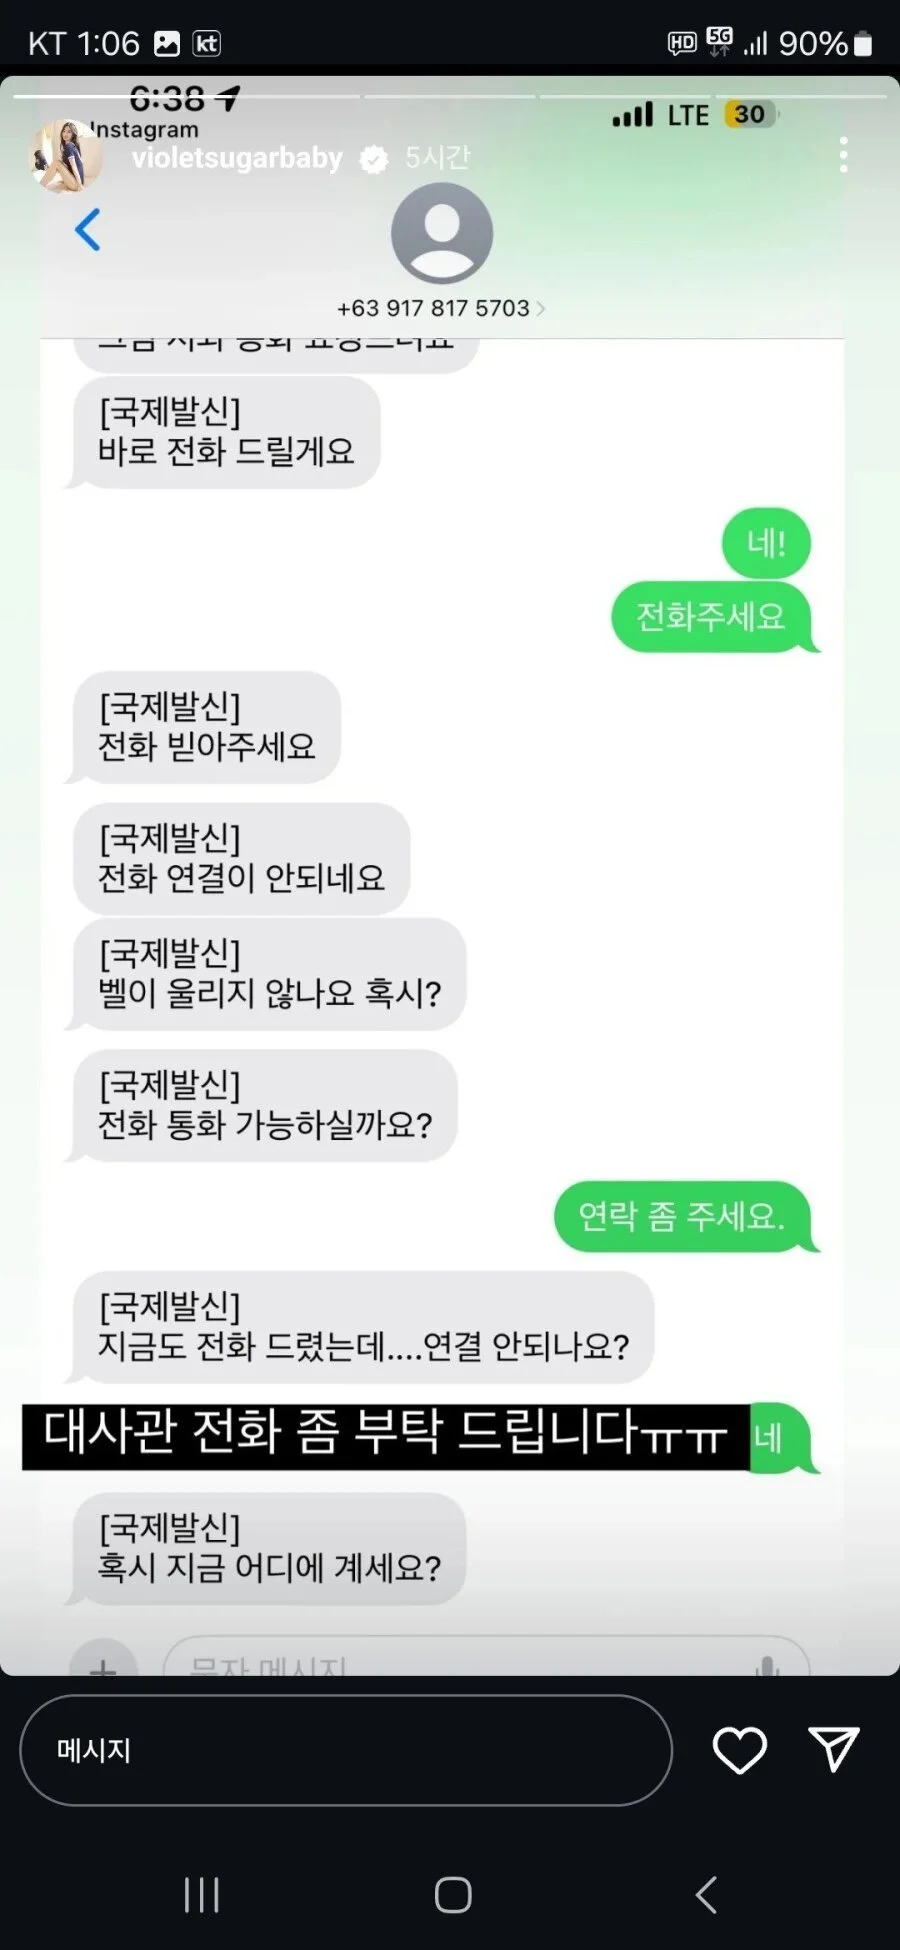 KT 1:06 kt HD 5G 90%
6:38 LTE 30
Instagram
violetsugarbaby 5시간
+63 917 817 5703
[국제발신]
바로 전화 드릴게요
네!
전화주세요
[국제발신]
전화 빋아주세요
[국제발신]
전화 연결이 안되네요
[국제발신]
벨이 울리지 않나요 혹시?
[국제발신]
전화 통화 가능하실까요?
연락 좀 주세요.
[국제발신]
지금도 전화 드렸는데....연결 안되나요?
대사관 전화 좀 부탁 드립니다ㅠㅠ 네
[국제발신]
혹시 지금 어디에 계세요?
문자 메시지
메시지